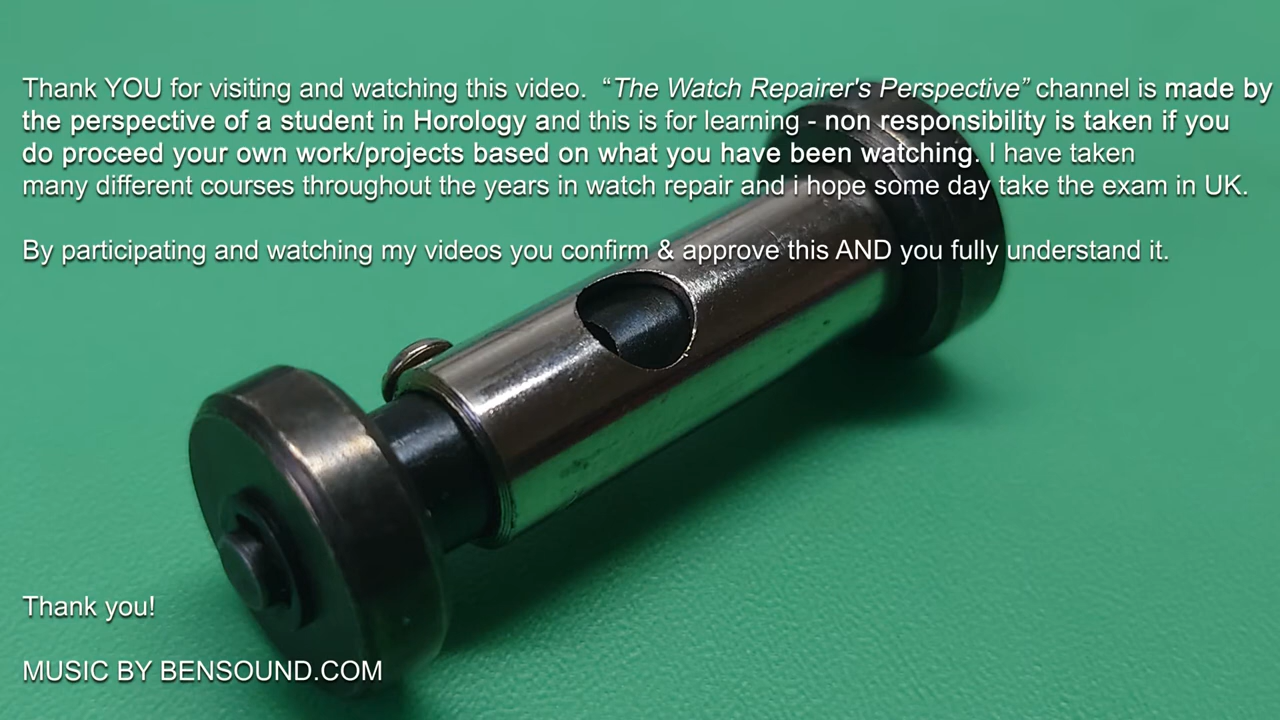 Thank YOU for visiting and watching this video. “The Watch Repairer's Perspective” channel is made by
the perspective of a student in Horology and this is for learning - non responsibility is taken if you
do proceed your own work/projects based on what you have been watching. I have taken
many different courses throughout the years in watch repair and i hope some day take the exam in UK.
By participating and watching my videos you confirm & approve this AND you fully understand it.
Thank you!
MUSIC BY BENSOUND.COM